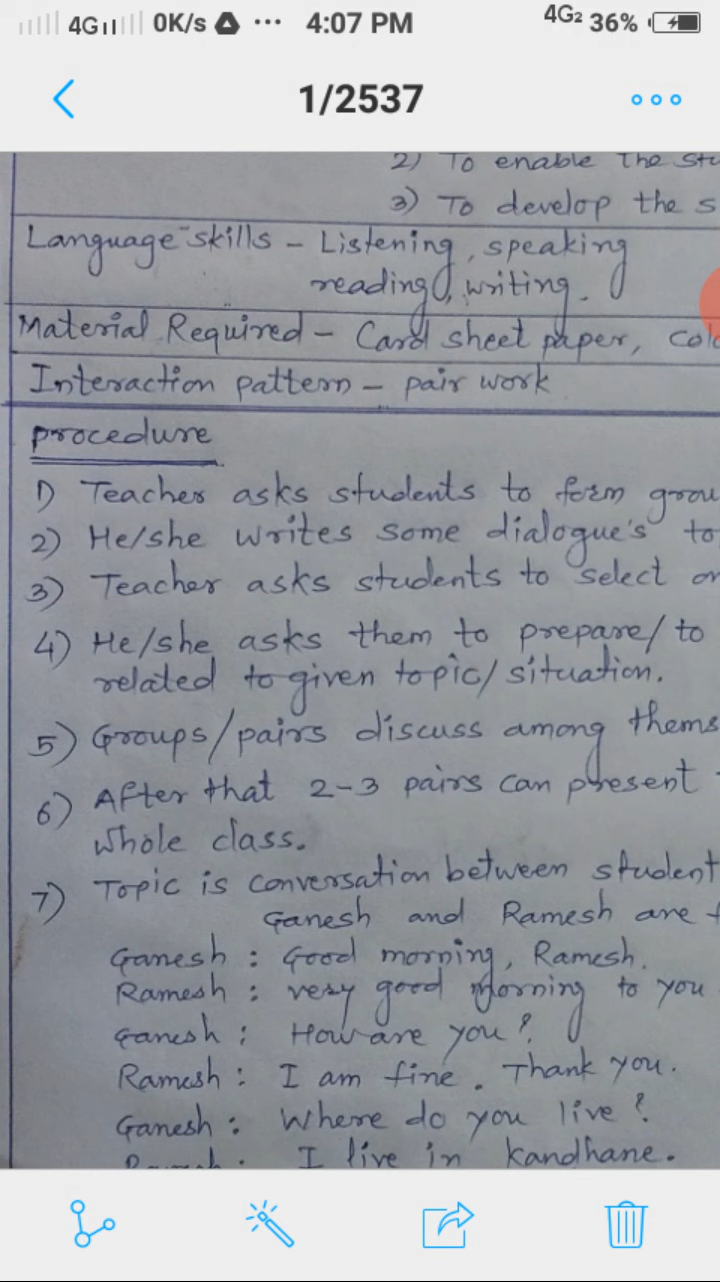 4G 0K/s ... 4:07 PM 4G2 36%
1/2537
2) To enable the stu
3) To develop the s
Language skills - Listening, speaking
reading, writing.
Material Required - Card sheet paper, colo
Interaction pattern - pair work
procedure
1) Teacher asks students to form grou
2) He/she writes some dialogue's to
3) Teacher asks students to select on
4) He/she asks them to prepare/to
related to given topic/situation.
5) Groups/pairs discuss among thems
6) After that 2-3 pairs can present
whole class.
7) Topic is conversation between student
Ganesh and Ramesh are f
Ganesh : Good morning, Ramesh.
Ramesh : very good morning to you
Ganesh : How are you?
Ramesh : I am fine. Thank you.
Ganesh : Where do you live?
I live in kandhane.